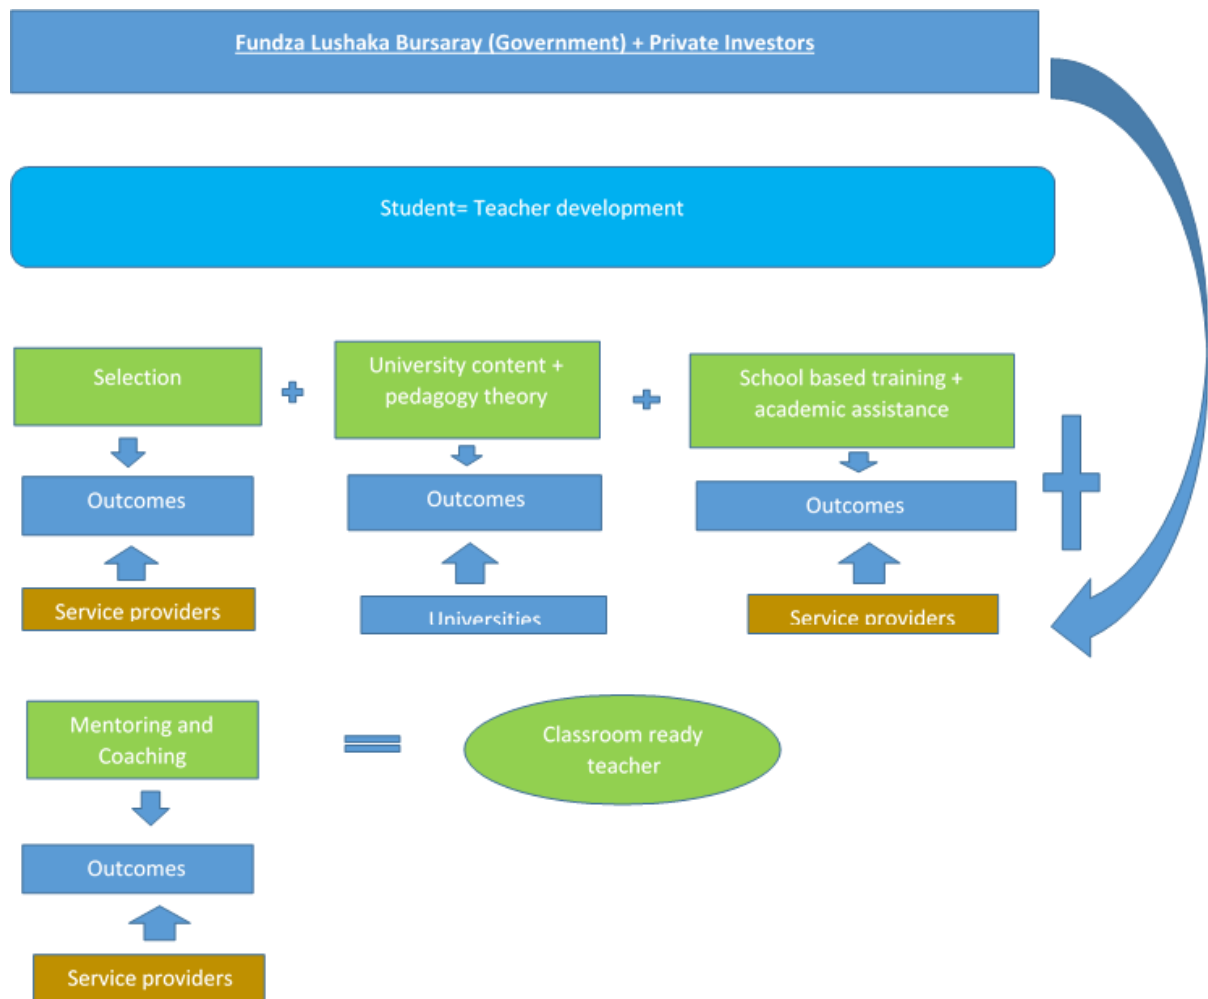 Fundza Lushaka Bursaray (Government) + Private Investors
Student= Teacher development
Selection
University content +
pedagogy theory
School based training +
academic assistance
Outcomes
Outcomes
Outcomes
Service providers
Universities
Service providers
Mentoring and
Coaching
Classroom ready
teacher
Outcomes
Service providers